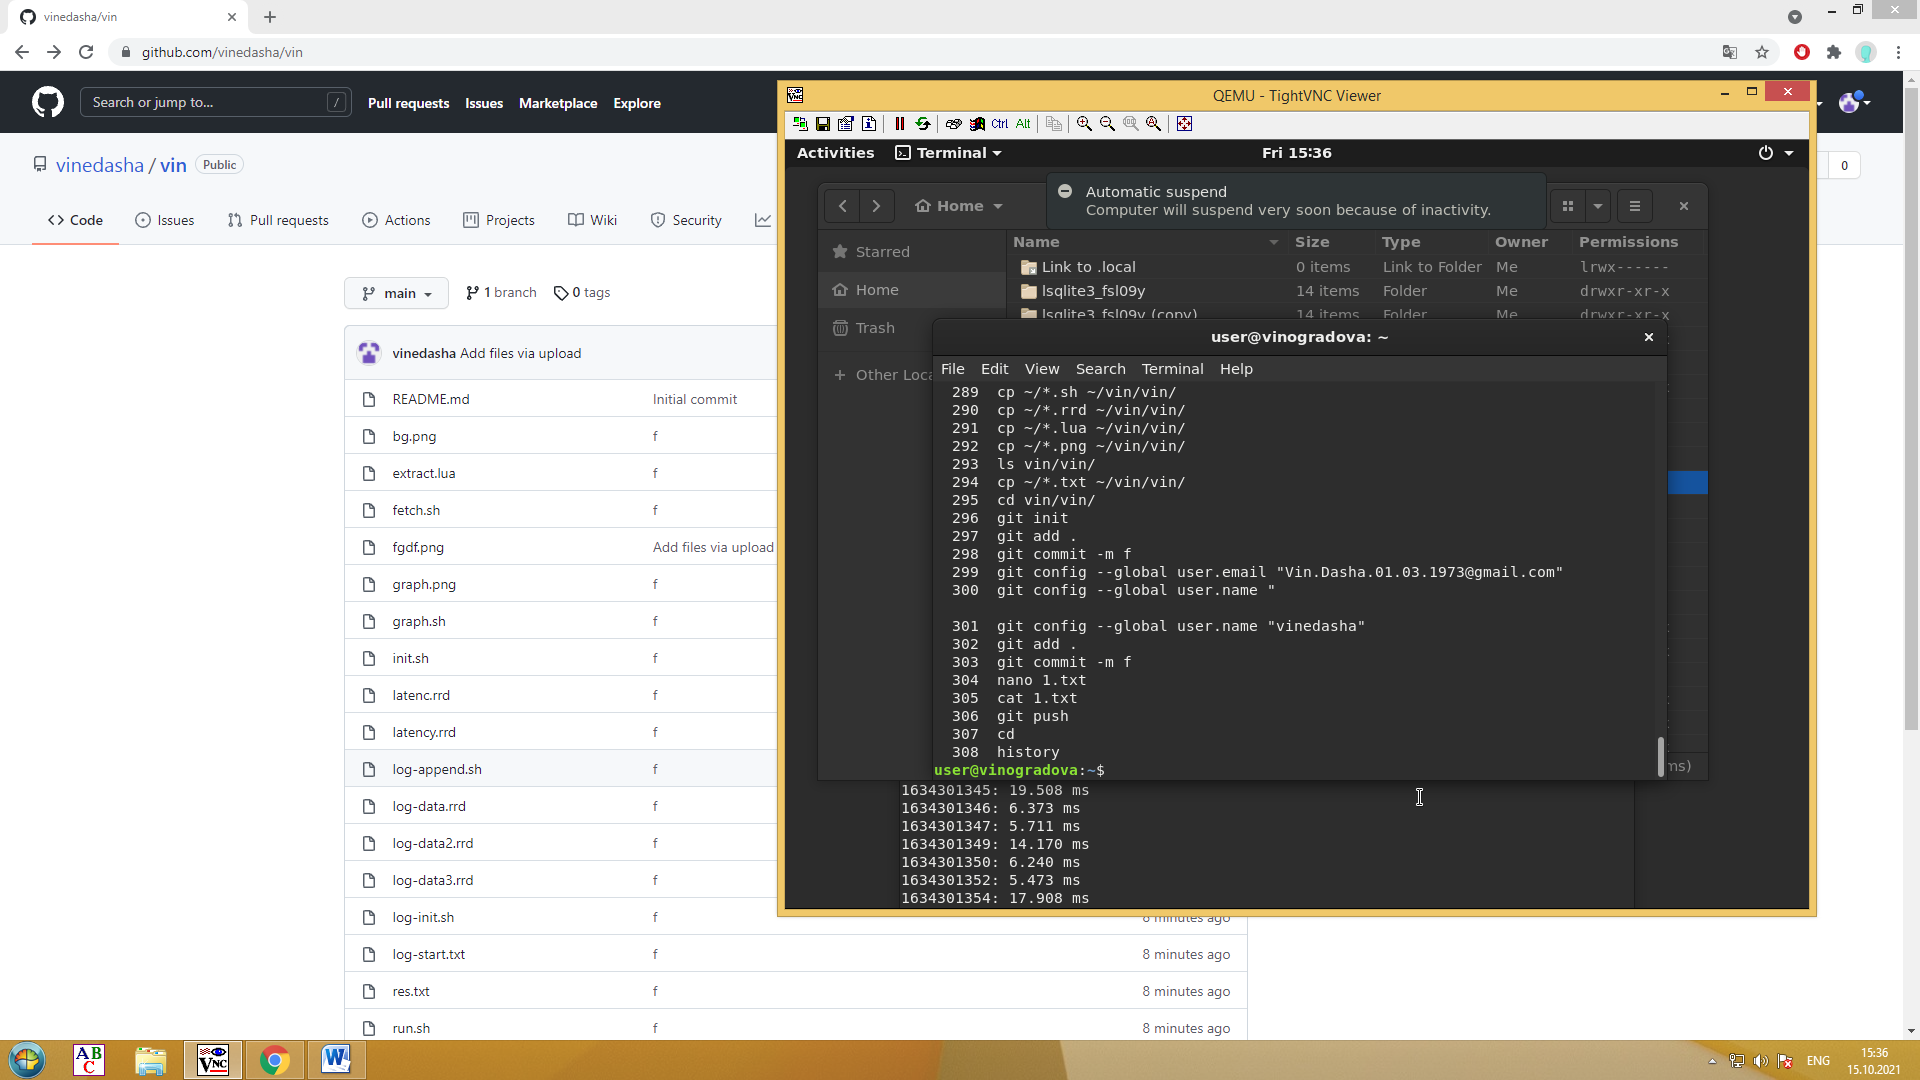 vinedasha/vin
github.com/vinedasha/vin
Search or jump to...
/
Pull requests
Issues
Marketplace
Explore
vinedasha / vin
Public
0
<> Code
Issues
Pull requests
Actions
Projects
Wiki
Security
main
1 branch
0 tags
vinedasha Add files via upload
README.md Initial commit
bg.png f
extract.lua f
fetch.sh f
fgdf.png Add files via upload
graph.png f
graph.sh f
init.sh f
latenc.rrd f
latency.rrd f
log-append.sh f
log-data.rrd f
log-data2.rrd f
log-data3.rrd f
log-init.sh f 8 minutes ago
log-start.txt f 8 minutes ago
res.txt f 8 minutes ago
run.sh f 8 minutes ago
QEMU - TightVNC Viewer
Ctrl Alt
Activities
Terminal
Fri 15:36
Home
Automatic suspend
Computer will suspend very soon because of inactivity.
Starred
Home
Trash
+ Other Loca
Name Size Type Owner Permissions
Link to .local 0 items Link to Folder Me lrwx------
lsqlite3_fsl09y 14 items Folder Me drwxr-xr-x
lsqlite3_fsl09y (copy) 14 items Folder Me drwxr-xr-x
user@vinogradova: ~
File Edit View Search Terminal Help
289 cp ~/*.sh ~/vin/vin/
290 cp ~/*.rrd ~/vin/vin/
291 cp ~/*.lua ~/vin/vin/
292 cp ~/*.png ~/vin/vin/
293 ls vin/vin/
294 cp ~/*.txt ~/vin/vin/
295 cd vin/vin/
296 git init
297 git add .
298 git commit -m f
299 git config --global user.email "Vin.Dasha.01.03.1973@gmail.com"
300 git config --global user.name "
301 git config --global user.name "vinedasha"
302 git add .
303 git commit -m f
304 nano 1.txt
305 cat 1.txt
306 git push
307 cd
308 history
user@vinogradova:~$
ms)
1634301345: 19.508 ms
1634301346: 6.373 ms
1634301347: 5.711 ms
1634301349: 14.170 ms
1634301350: 6.240 ms
1634301352: 5.473 ms
1634301354: 17.908 ms
ABC
VNC
ENG
15:36
15.10.2021